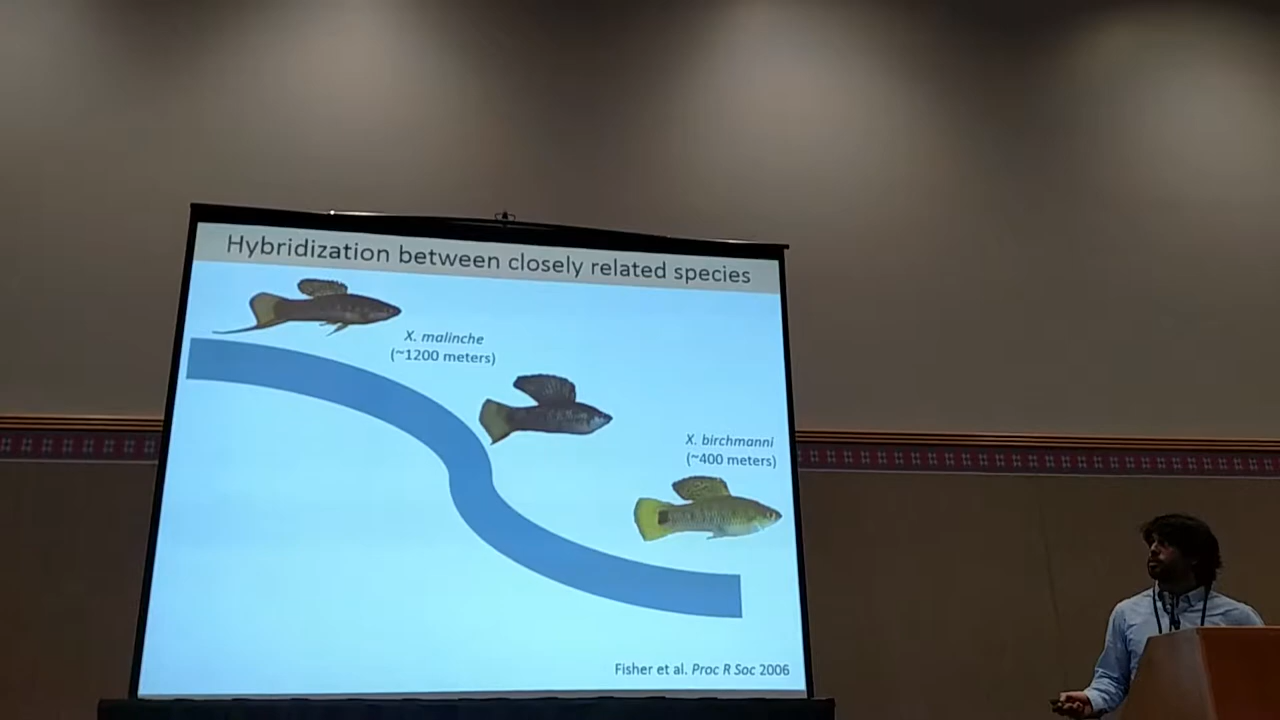 Hybridization between closely related species
X. malinche
(~1200 meters)
X. birchmanni
(~400 meters)
Fisher et al. Proc R Soc 2006